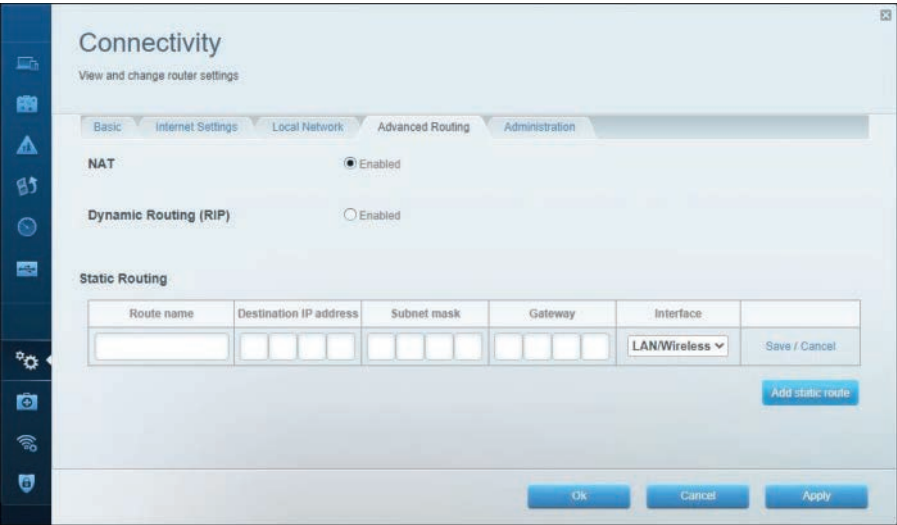 Connectivity
View and change router settings
Basic Internet Settings Local Network Advanced Routing Administration
NAT Enabled
Dynamic Routing (RIP) Enabled
Static Routing
Route name Destination IP address Subnet mask Gateway Interface
LAN/Wireless Save / Cancel
Add static route
Ok Cancel Apply